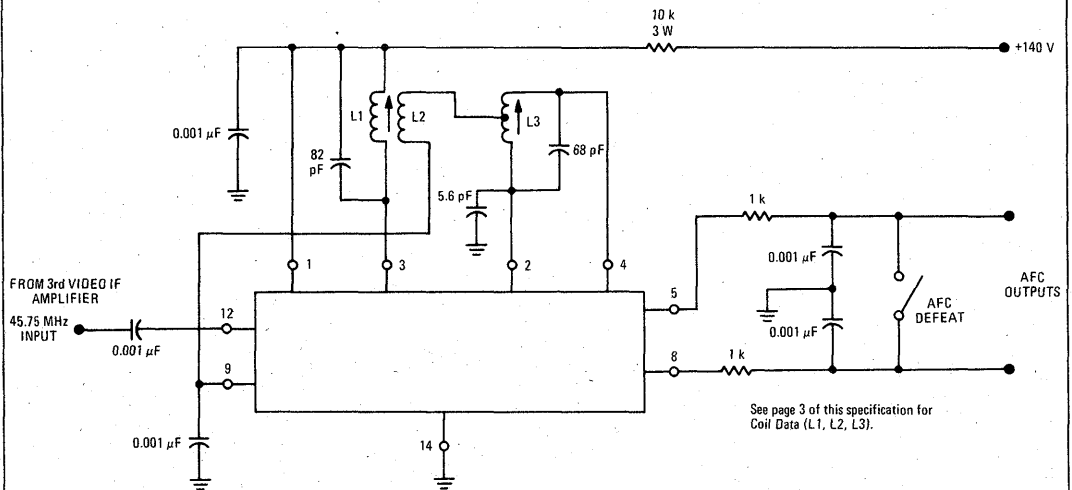 10 k
3 W
+140 V
L1
L2
L3
0.001 µF
82
pF
68 pF
5.6 pF
1 k
1
3
2
4
5
0.001 µF
FROM 3rd VIDEO IF
AMPLIFIER
45.75 MHz
INPUT
12
0.001 µF
AFC
OUTPUTS
AFC
DEFEAT
0.001 µF
9
8
1 k
0.001 µF
14
See page 3 of this specification for
Coil Data (L1, L2, L3).